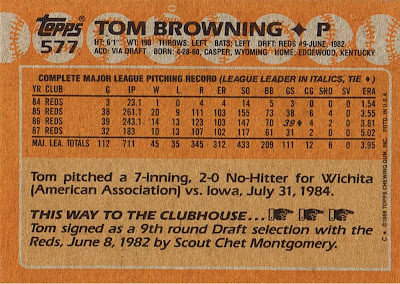 Topps
577
TOM BROWNING ✦ P
HT: 6'1" WT: 190 THROWS: LEFT BATS: LEFT DRAFT: REDS #9-JUNE, 1982
ACQ: VIA DRAFT BORN: 4-28-60, CASPER, WYOMING HOME: EDGEWOOD, KENTUCKY
COMPLETE MAJOR LEAGUE PITCHING RECORD (LEAGUE LEADER IN ITALICS, TIE ✦)
YR CLUB G IP W L R ER SO BB GS CG SHO SV ERA
84 REDS 3 23.1 1 0 4 4 14 5 3 0 0 0 1.54
85 REDS 38 261.1 20 9 111 103 155 73 38 6 4 0 3.55
86 REDS 39 243.1 14 13 123 103 147 70 39✦ 4 2 0 3.81
87 REDS 32 183 10 13 107 102 117 61 31 2 0 0 5.02
MAJ. LEA. TOTALS 112 711 45 35 345 312 433 209 111 12 6 0 3.95
Tom pitched a 7-inning, 2-0 No-Hitter for Wichita
(American Association) vs. Iowa, July 31, 1984.
THIS WAY TO THE CLUBHOUSE...
Tom signed as a 9th round Draft selection with the
Reds, June 8, 1982 by Scout Chet Montgomery.
C ✦ © 1988 TOPPS CHEWING GUM, INC. PRTD. IN U.S.A.